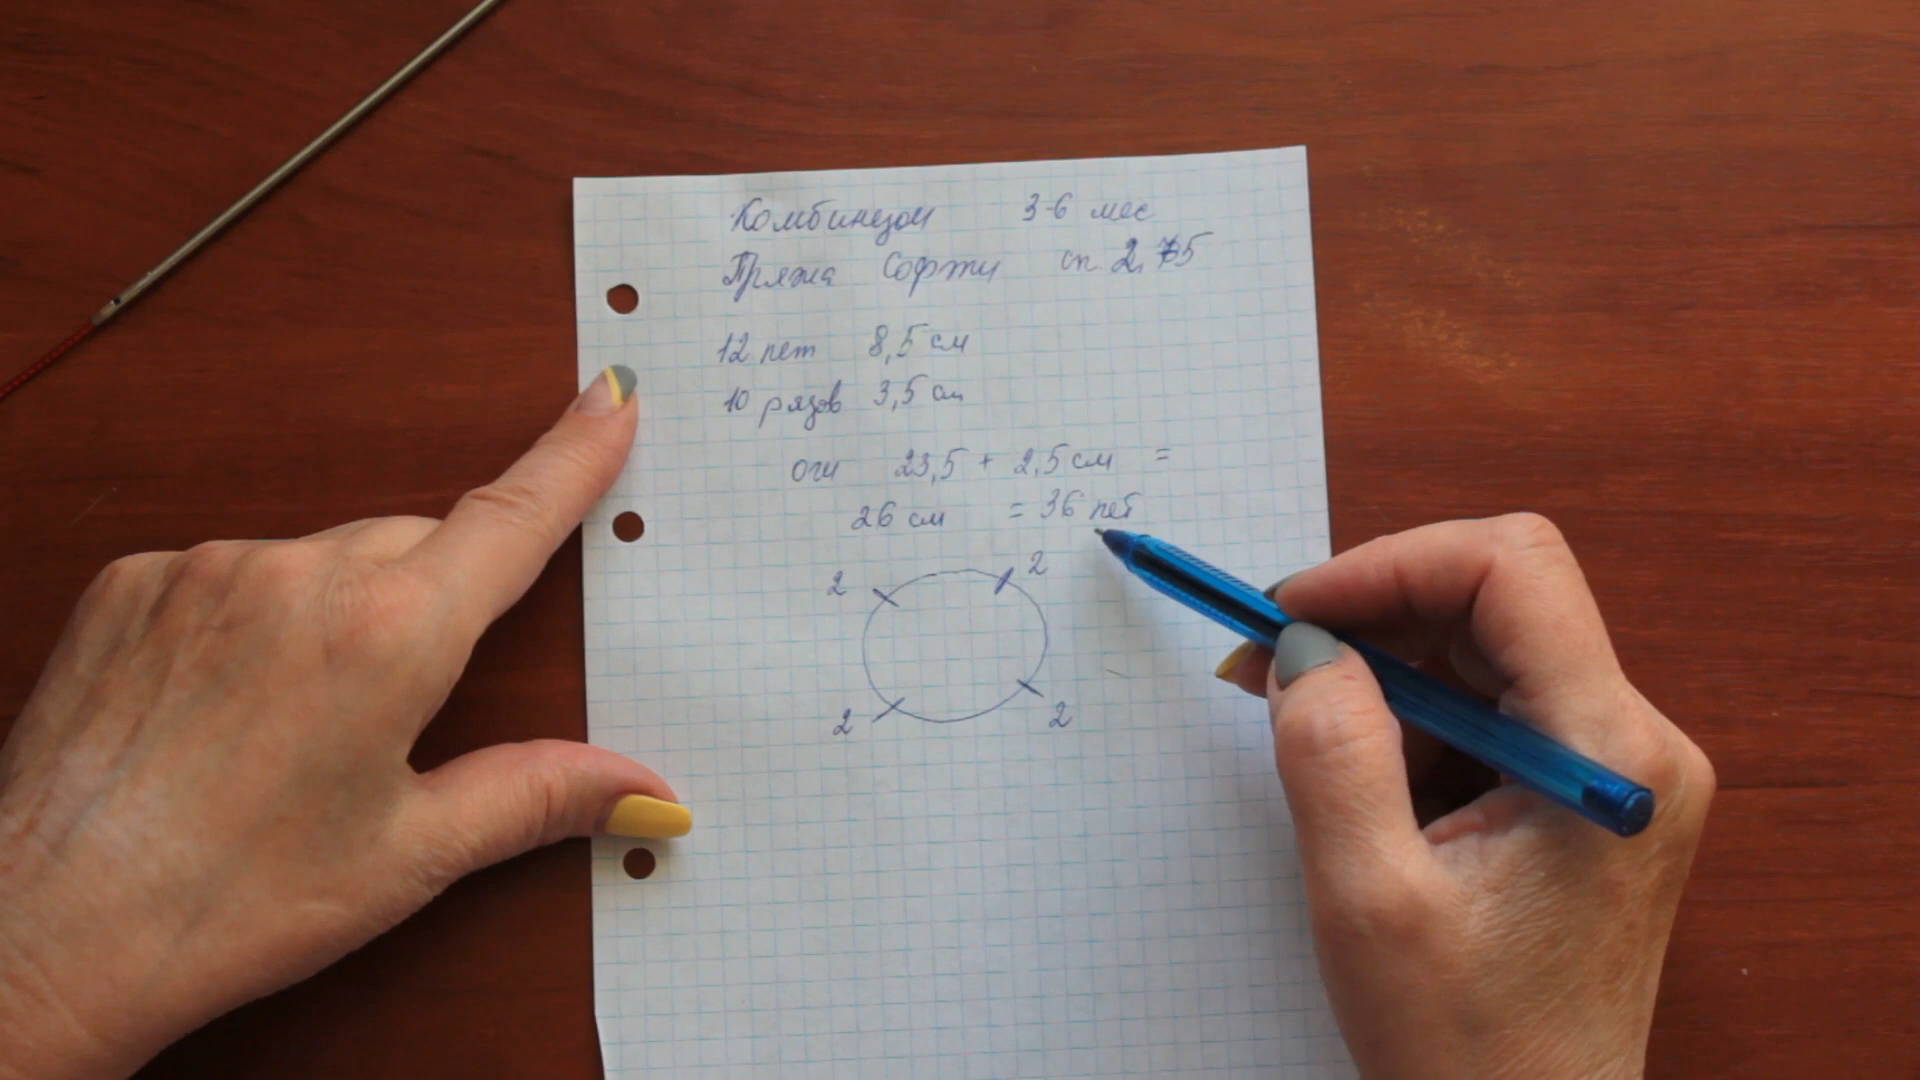 Комбинезон 3-6 мес
Пряжа Софти сп. 2,75
12 пет 8,5 см
10 рядов 3,5 см
ОГИ 23,5 + 2,5 см =
26 см = 36 пет
2 2
2 2